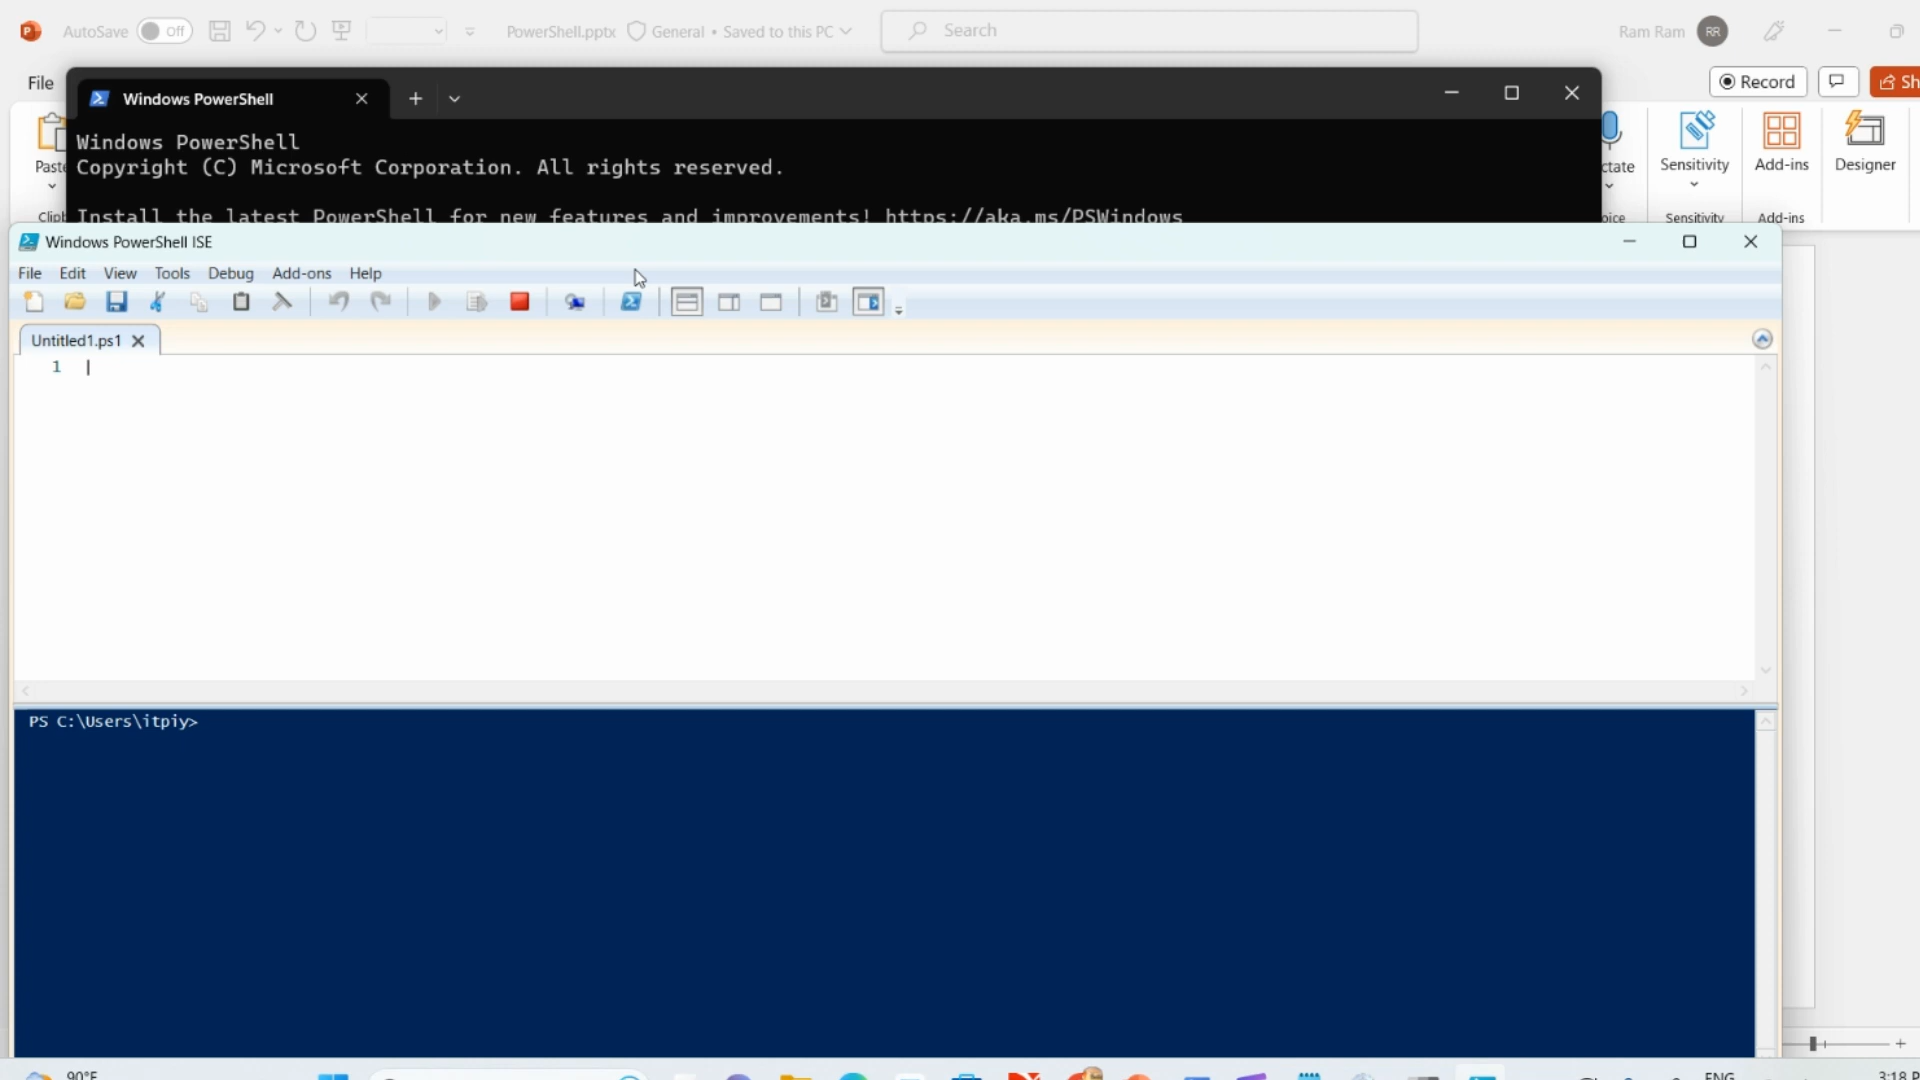 AutoSave Off PowerShell.pptx General • Saved to this PC Search Ram Ram RR
File Record
Windows PowerShell
Windows PowerShell
Copyright (C) Microsoft Corporation. All rights reserved.
Install the latest PowerShell for new features and improvements! https://aka.ms/PSWindows
Paste Sensitivity Add-ins Designer
Sensitivity Add-ins
Windows PowerShell ISE
File Edit View Tools Debug Add-ons Help
Untitled1.ps1
1
PS C:\Users\itpiy>
90°F ENG 3:18 P